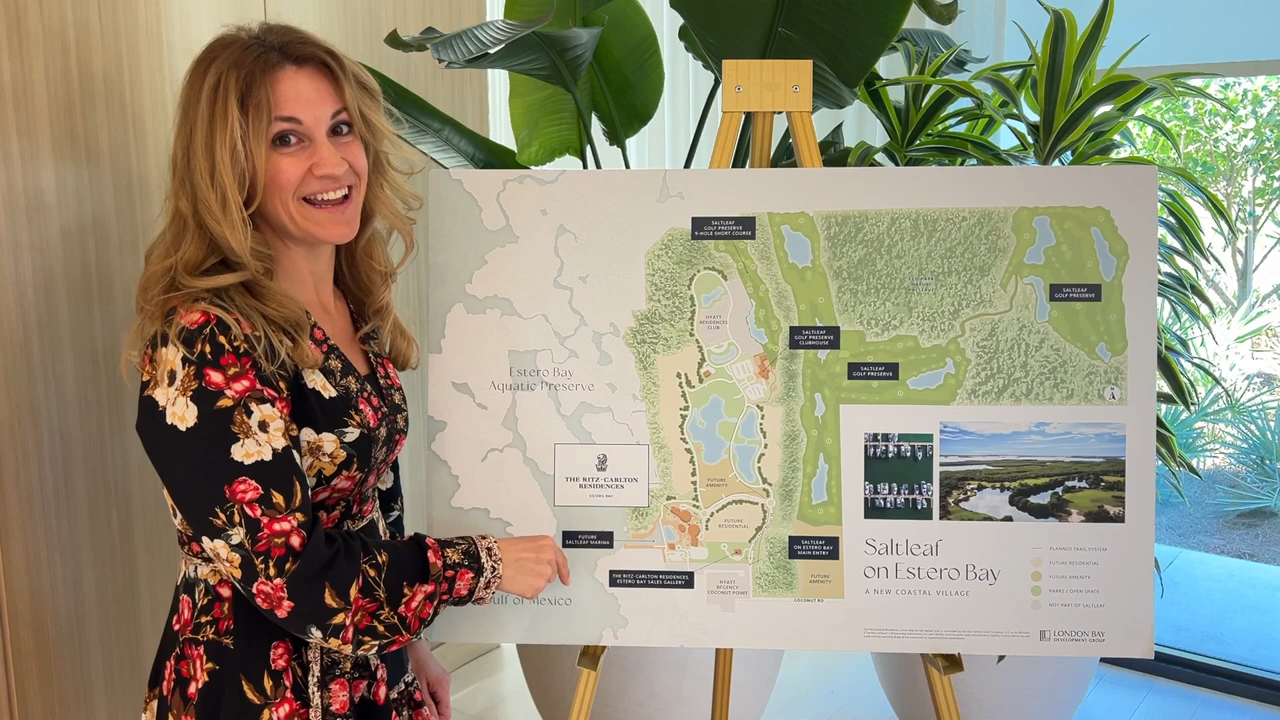 SALTLEAF
GOLF PRESERVE
9-HOLE SHORT COURSE
HYATT
RESIDENCES
CLUB
SALTLEAF
GOLF PRESERVE
SALTLEAF
GOLF PRESERVE
CLUBHOUSE
SALTLEAF
GOLF PRESERVE
Estero Bay
Aquatic Preserve
N
THE RITZ-CARLTON
RESIDENCES
ESTERO BAY
FUTURE
AMENITY
FUTURE
RESIDENTIAL
FUTURE
SALTLEAF MARINA
SALTLEAF
ON ESTERO BAY
MAIN ENTRY
THE RITZ-CARLTON RESIDENCES,
ESTERO BAY SALES GALLERY
HYATT
REGENCY
COCONUT POINT
FUTURE
AMENITY
COCONUT RD
Gulf of Mexico
Saltleaf
on Estero Bay
A NEW COASTAL VILLAGE
PLANNED TRAIL SYSTEM
FUTURE RESIDENTIAL
FUTURE AMENITY
PARKS / OPEN SPACE
NOT PART OF SALTLEAF
LONDON BAY
DEVELOPMENT GROUP